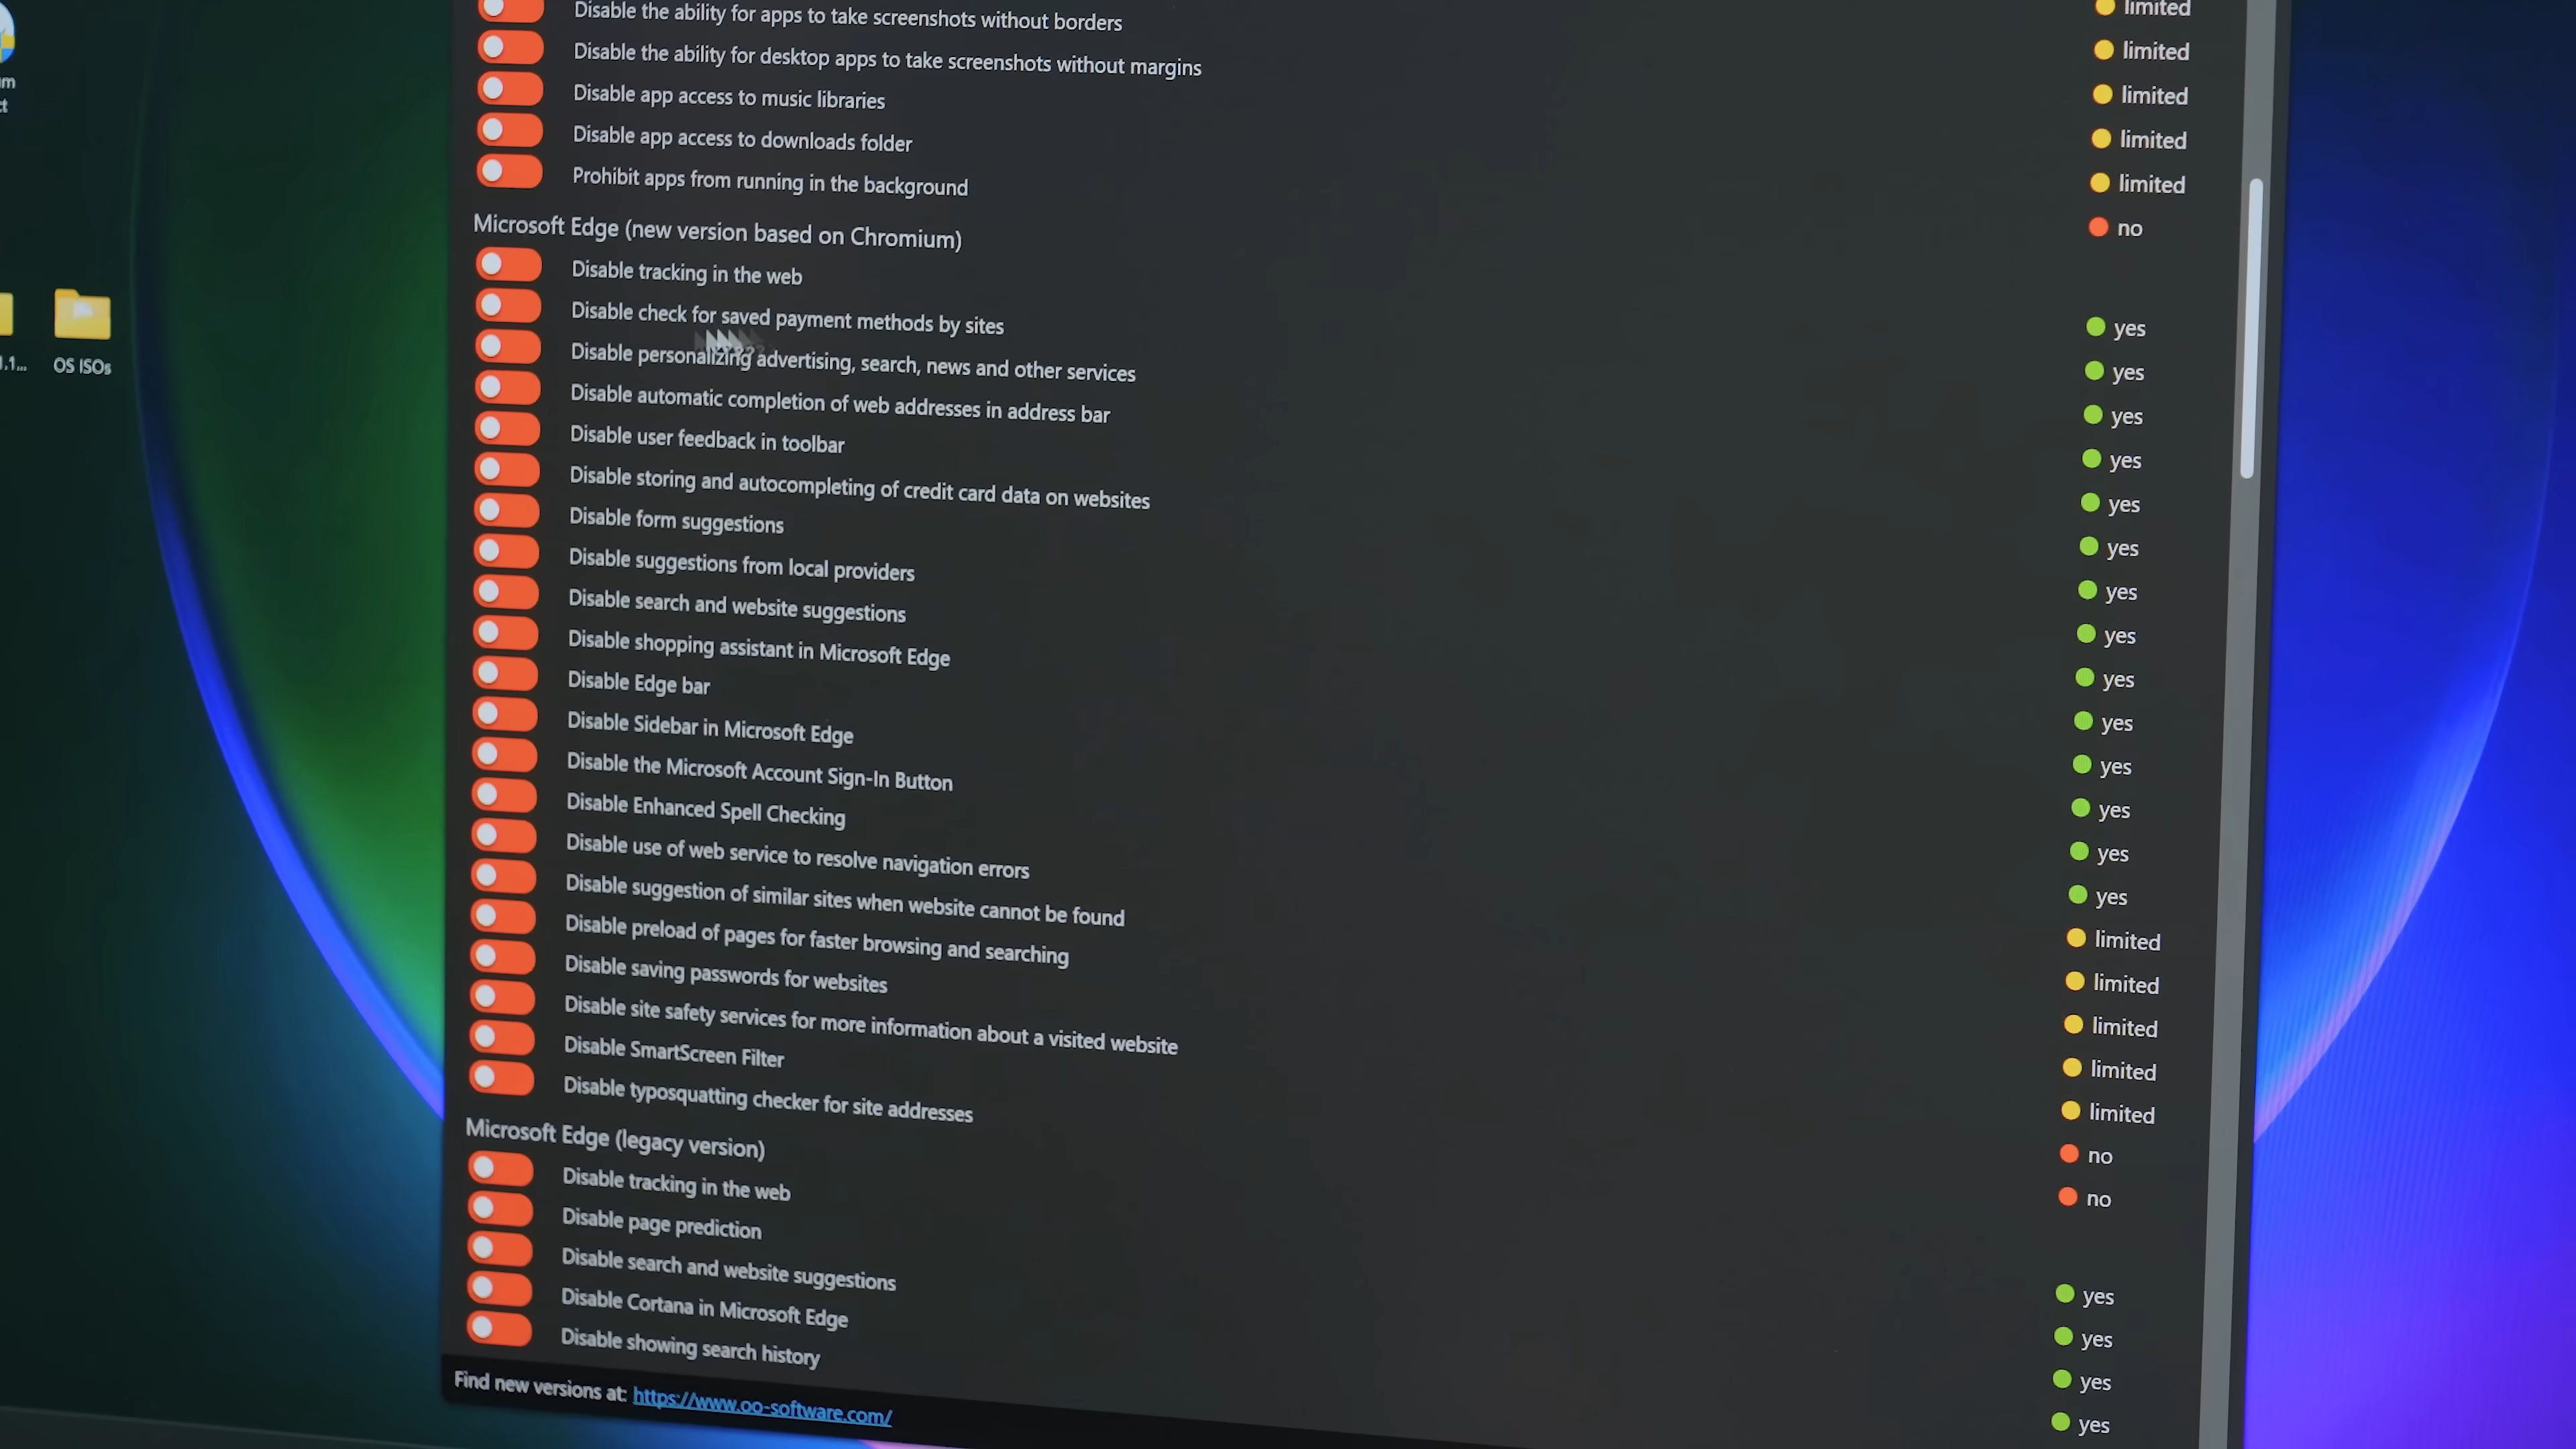 m
t
1.1...
OS ISOs
Disable the ability for apps to take screenshots without borders limited
Disable the ability for desktop apps to take screenshots without margins limited
Disable app access to music libraries limited
Disable app access to downloads folder limited
Prohibit apps from running in the background limited
Microsoft Edge (new version based on Chromium) no
Disable tracking in the web yes
Disable check for saved payment methods by sites yes
Disable personalizing advertising, search, news and other services yes
Disable automatic completion of web addresses in address bar yes
Disable user feedback in toolbar yes
Disable storing and autocompleting of credit card data on websites yes
Disable form suggestions yes
Disable suggestions from local providers yes
Disable search and website suggestions yes
Disable shopping assistant in Microsoft Edge yes
Disable Edge bar yes
Disable Sidebar in Microsoft Edge yes
Disable the Microsoft Account Sign-In Button yes
Disable Enhanced Spell Checking yes
Disable use of web service to resolve navigation errors limited
Disable suggestion of similar sites when website cannot be found limited
Disable preload of pages for faster browsing and searching limited
Disable saving passwords for websites limited
Disable site safety services for more information about a visited website limited
Disable SmartScreen Filter no
Disable typosquatting checker for site addresses no
Microsoft Edge (legacy version)
Disable tracking in the web yes
Disable page prediction yes
Disable search and website suggestions yes
Disable Cortana in Microsoft Edge yes
Disable showing search history
Find new versions at: https://www.oo-software.com/